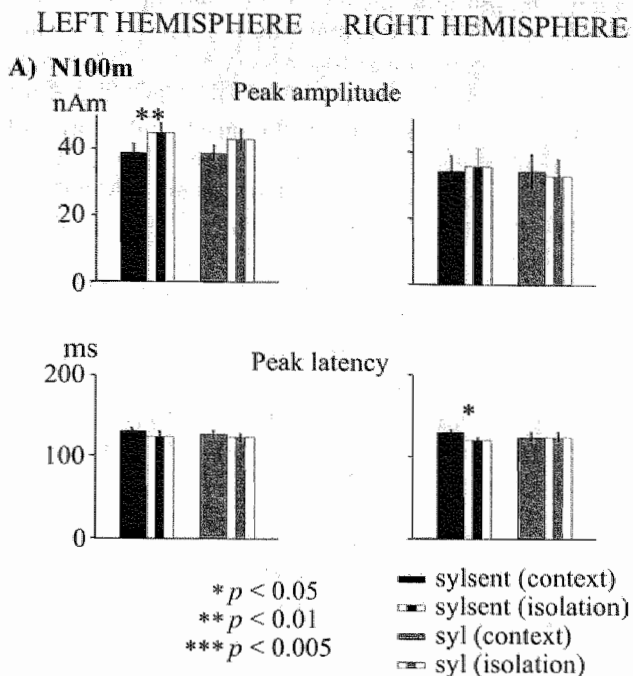 LEFT HEMISPHERE RIGHT HEMISPHERE
A) N100m
nAm Peak amplitude
**
40
20
0
ms Peak latency
200
*
100
0
* p < 0.05
** p < 0.01
*** p < 0.005
sylsent (context)
sylsent (isolation)
syl (context)
syl (isolation)